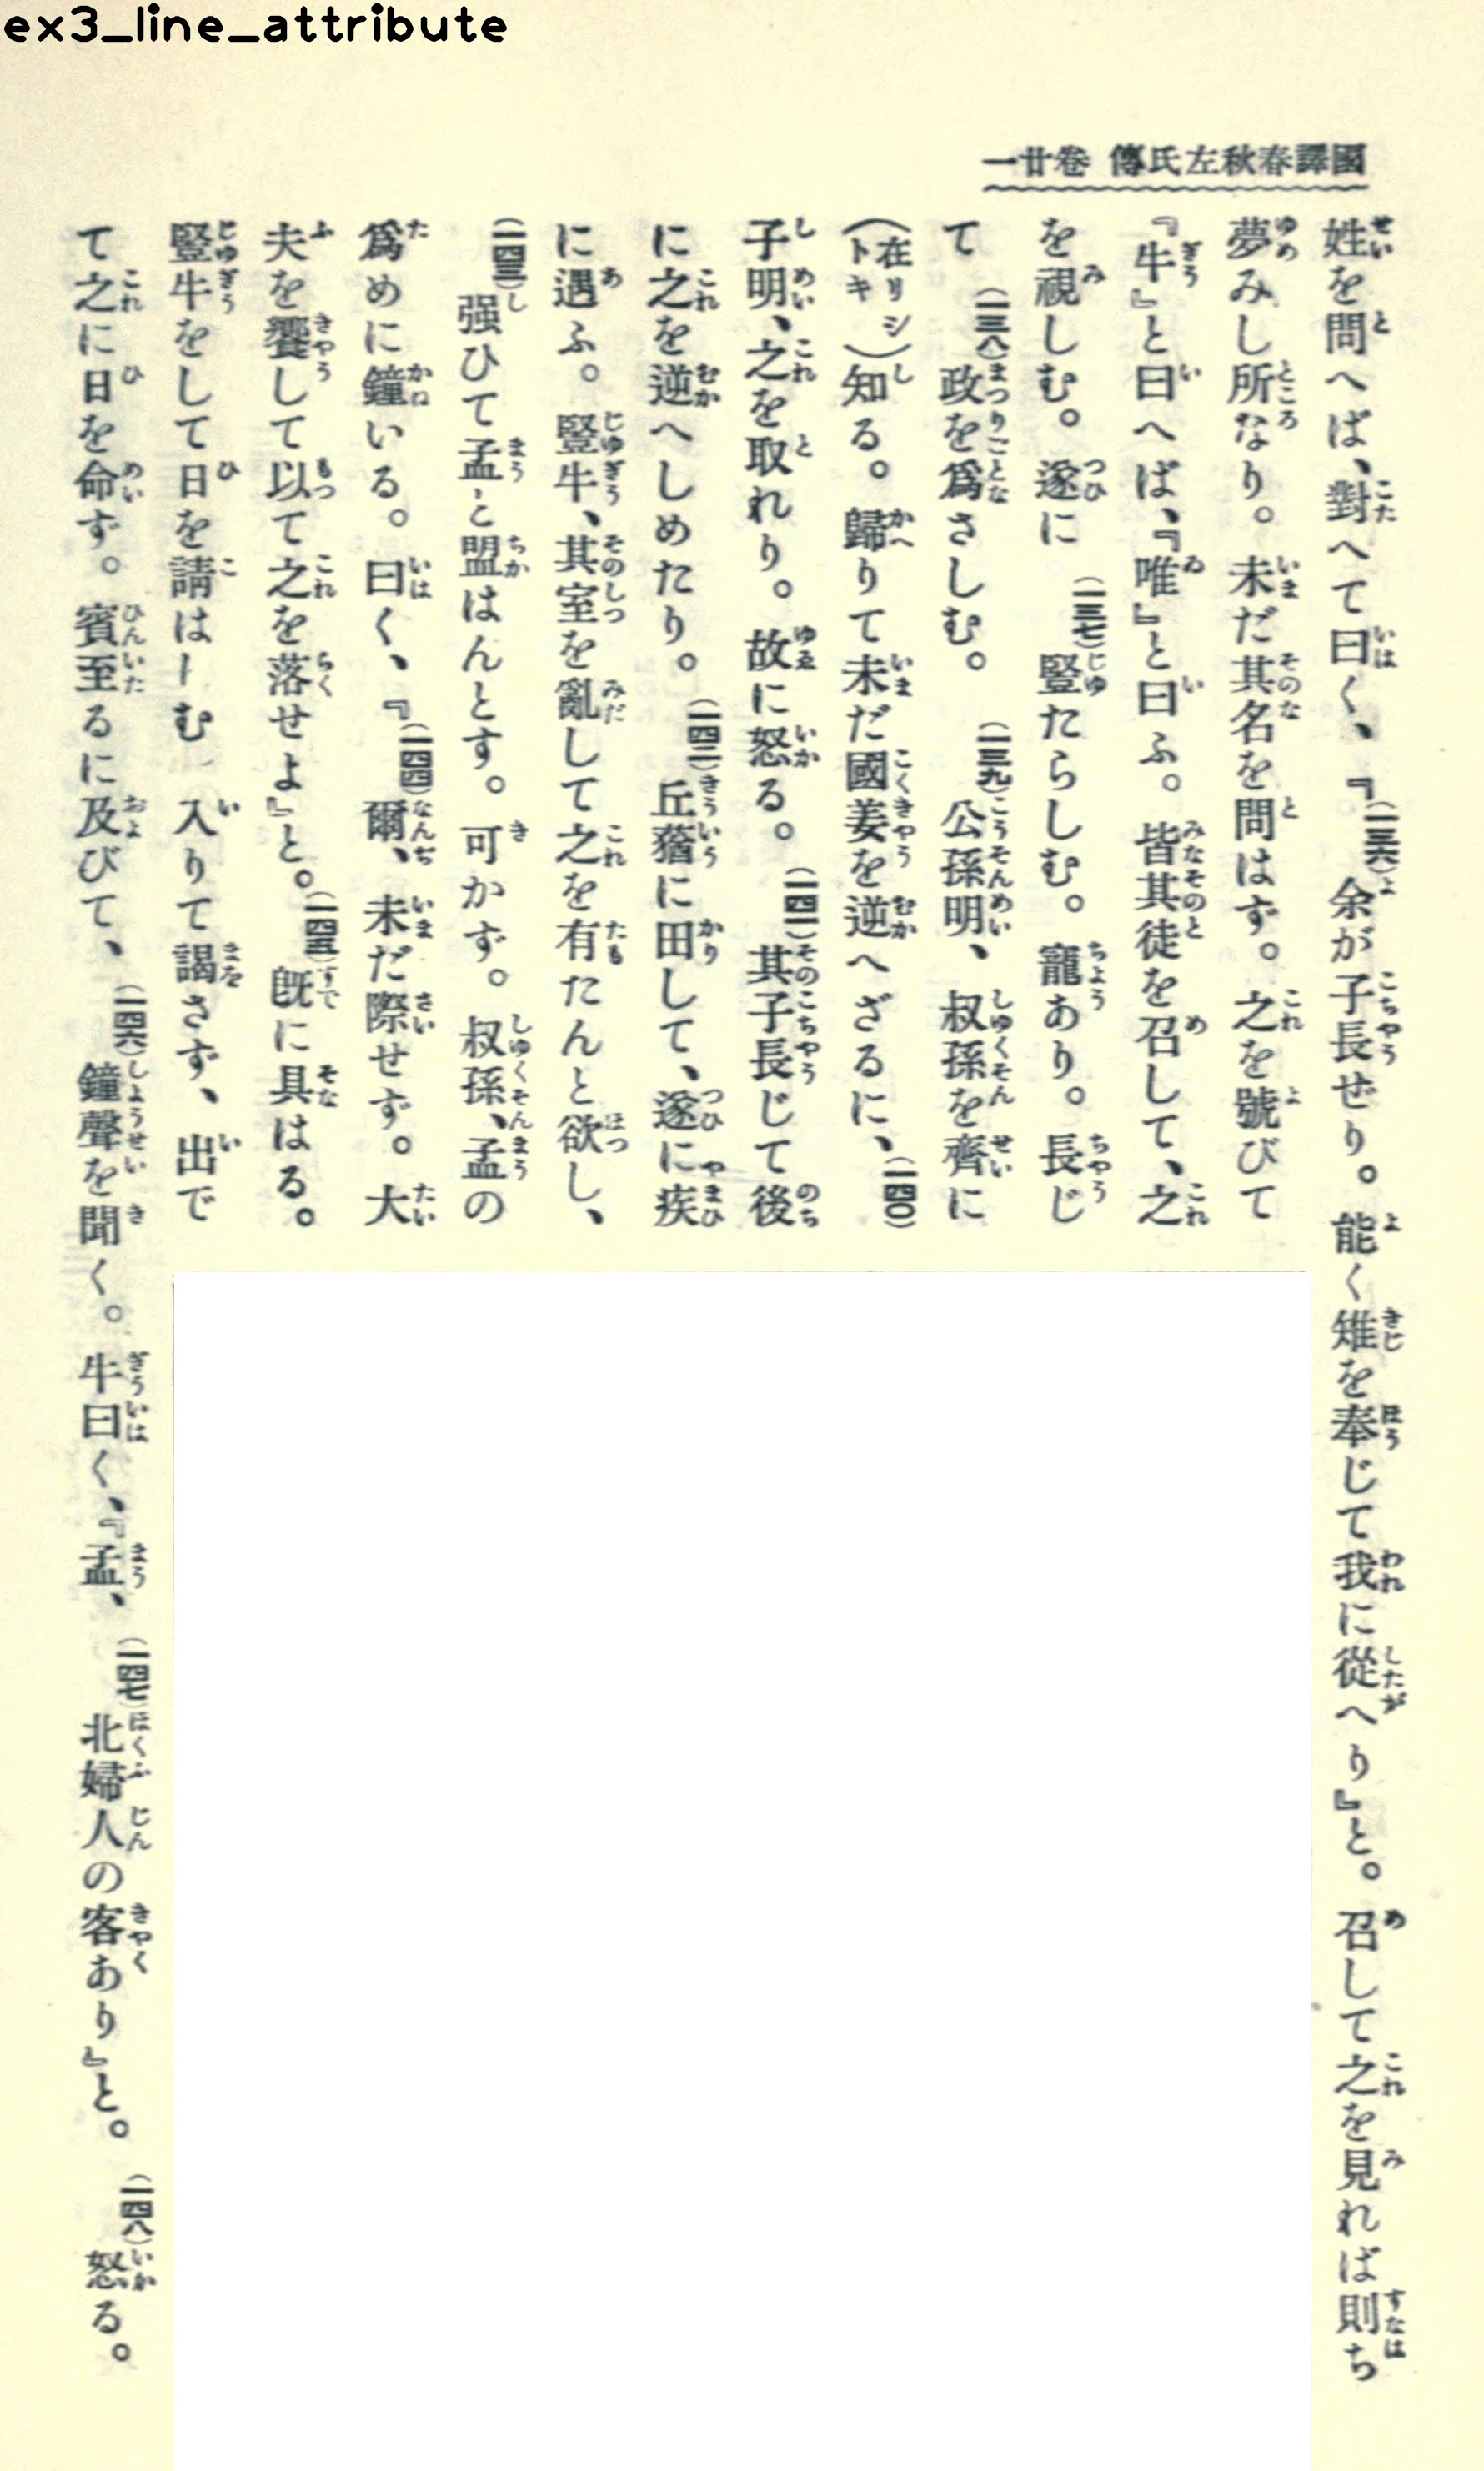 ex3_line_attribute
國譯春秋左氏傳 卷廿一
姓を問へば、對へて曰く、『(一三六)余が子長ぜり。能く雉を奉じて我に從へり』と。召して之を見れば則ち
夢みし所なり。未だ其名を問はず。之を號びて
『牛』と曰へば、『唯』と曰ふ。皆其徒を召して、之
を視しむ。遂に(一三七)豎たらしむ。寵あり。長じ
て(一三八)政を爲さしむ。(一三九)公孫明、叔孫を齊に
(在リシトキ)知る。歸りて未だ國姜を逆へざるに、(一四〇)
子明、之を取れり。故に怒る。(一四一)其子長じて後
に之を逆へしめたり。(一四二)丘蕕に田して、遂に疾
に遇ふ。豎牛、其室を亂して之を有たんと欲し、
(一四三)强ひて孟と盟はんとす。可かず。叔孫、孟の
爲めに鐘いる。曰く、『(一四四)爾、未だ際せず。大
夫を饗して以て之を落せよ』と。(一四五)旣に具はる。
豎牛をして日を請はしむ 入りて謁さず、出で
て之に日を命ず。賓至るに及びて、(一四六)鐘聲を聞く。牛曰く、『孟、(一四七)北婦人の客あり』と。(一四八)怒る。